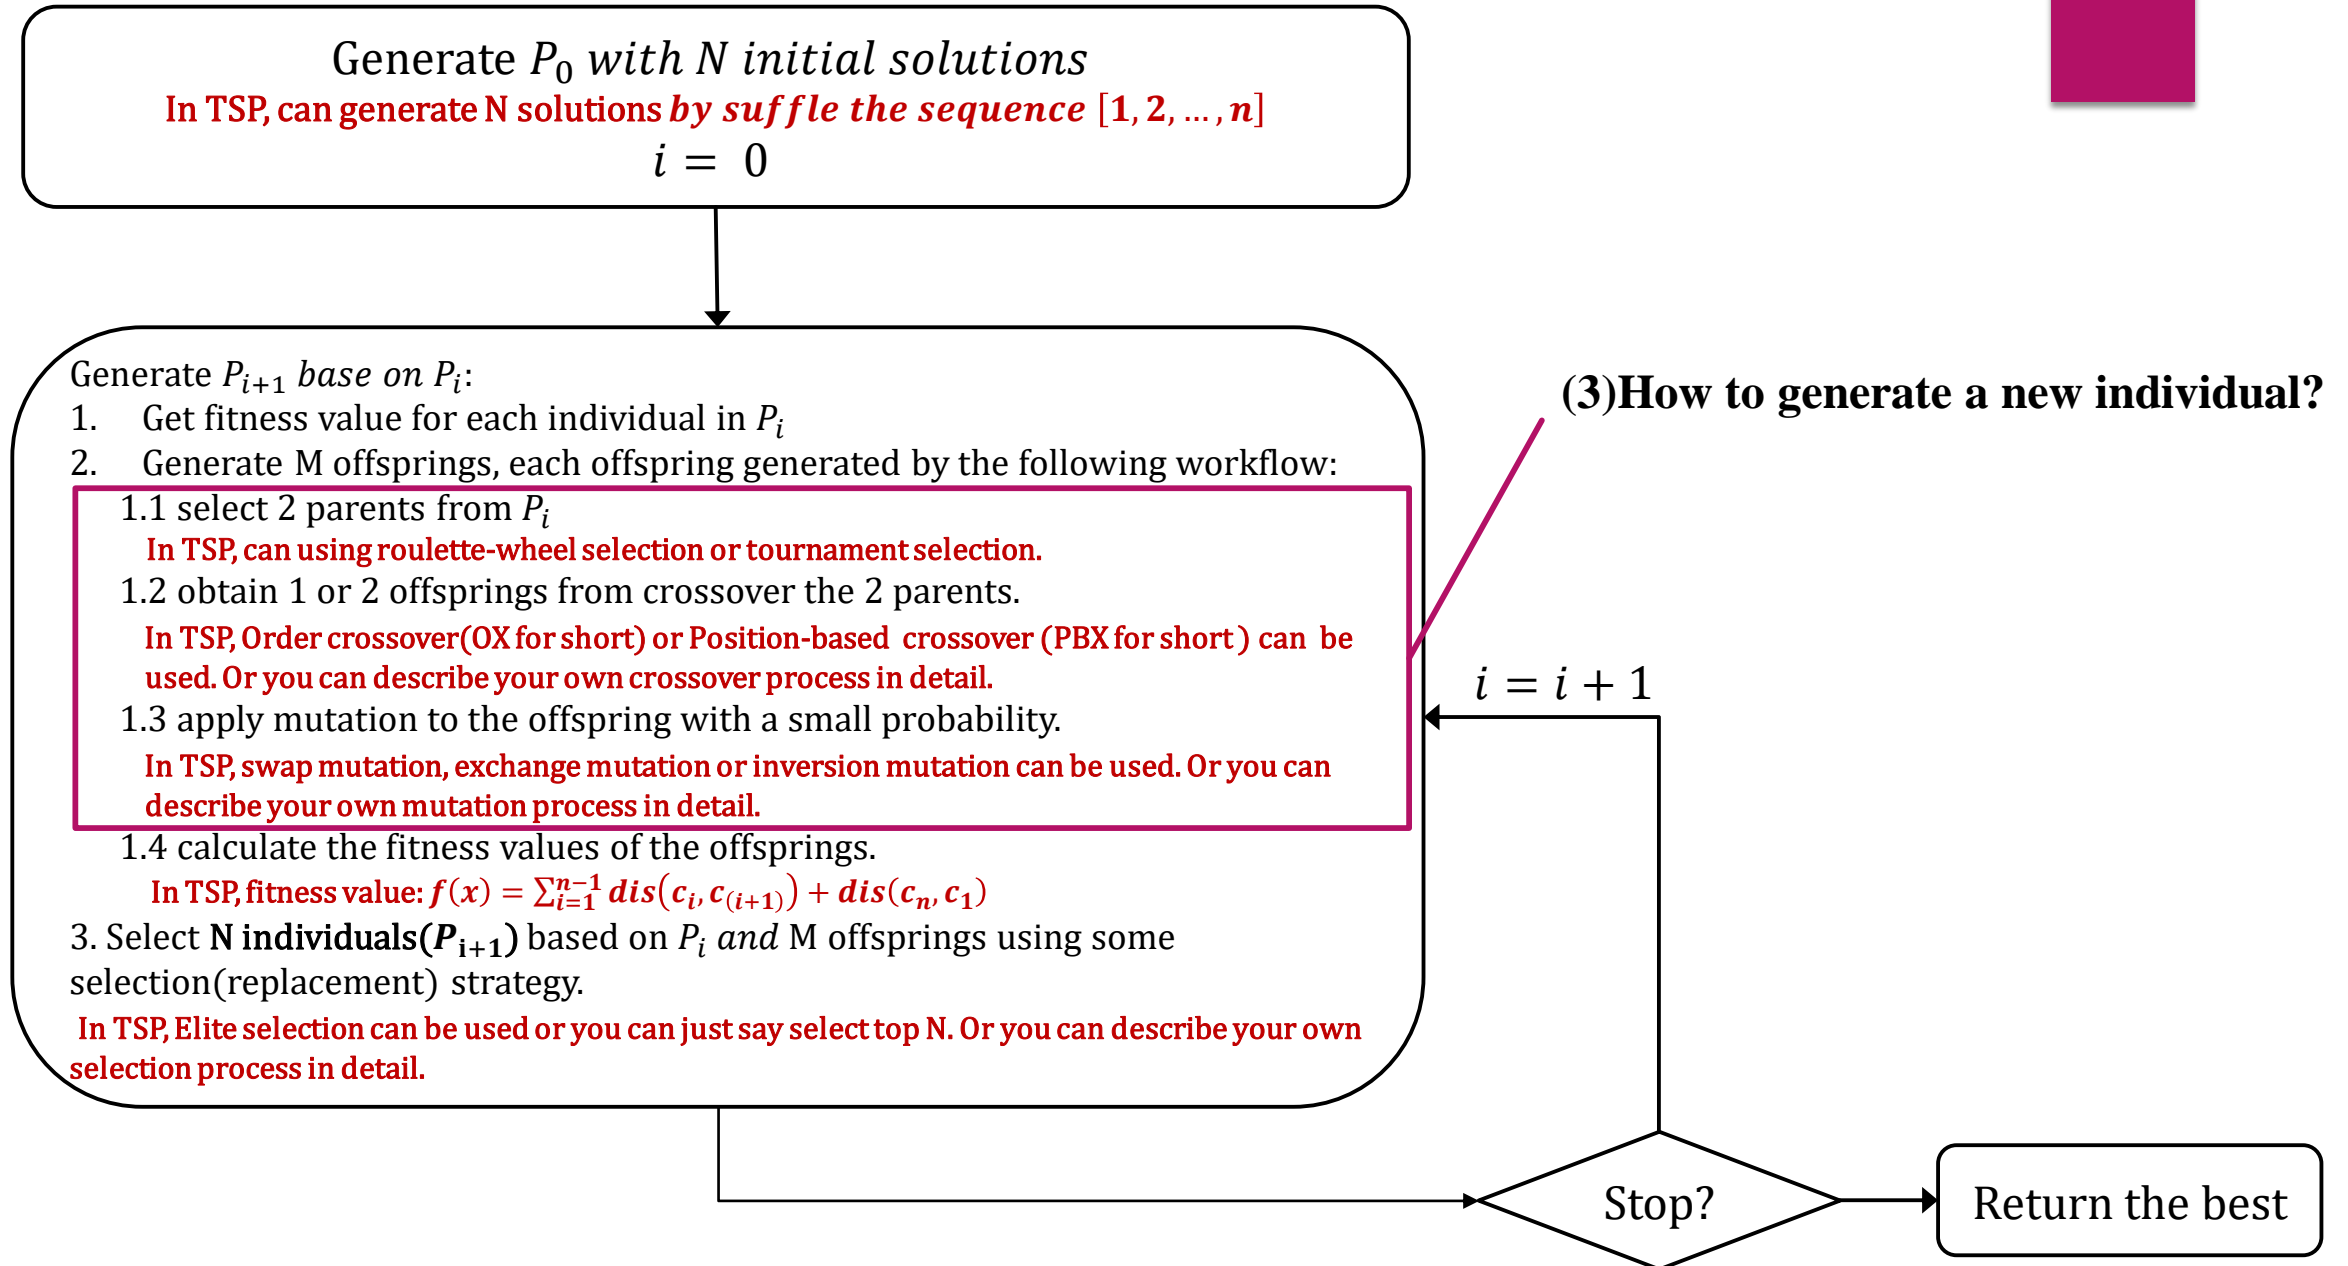 Generate P₀ with N initial solutions
In TSP, can generate N solutions by suffle the sequence [1, 2, ..., n]
i = 0
Generate Pᵢ₊₁ base on Pᵢ:
1. Get fitness value for each individual in Pᵢ
2. Generate M offsprings, each offspring generated by the following workflow:
1.1 select 2 parents from Pᵢ
In TSP, can using roulette-wheel selection or tournament selection.
1.2 obtain 1 or 2 offsprings from crossover the 2 parents.
In TSP, Order crossover(OX for short) or Position-based crossover (PBX for short ) can be
used. Or you can describe your own crossover process in detail.
1.3 apply mutation to the offspring with a small probability.
In TSP, swap mutation, exchange mutation or inversion mutation can be used. Or you can
describe your own mutation process in detail.
1.4 calculate the fitness values of the offsprings.
In TSP, fitness value: f(x) = ∑ᵢ₌₁ⁿ⁻¹ dis(cᵢ, c₍ᵢ₊₁₎) + dis(cₙ, c₁)
3. Select N individuals(Pᵢ₊₁) based on Pᵢ and M offsprings using some
selection(replacement) strategy.
In TSP, Elite selection can be used or you can just say select top N. Or you can describe your own
selection process in detail.
(3)How to generate a new individual?
i = i + 1
Stop?
Return the best